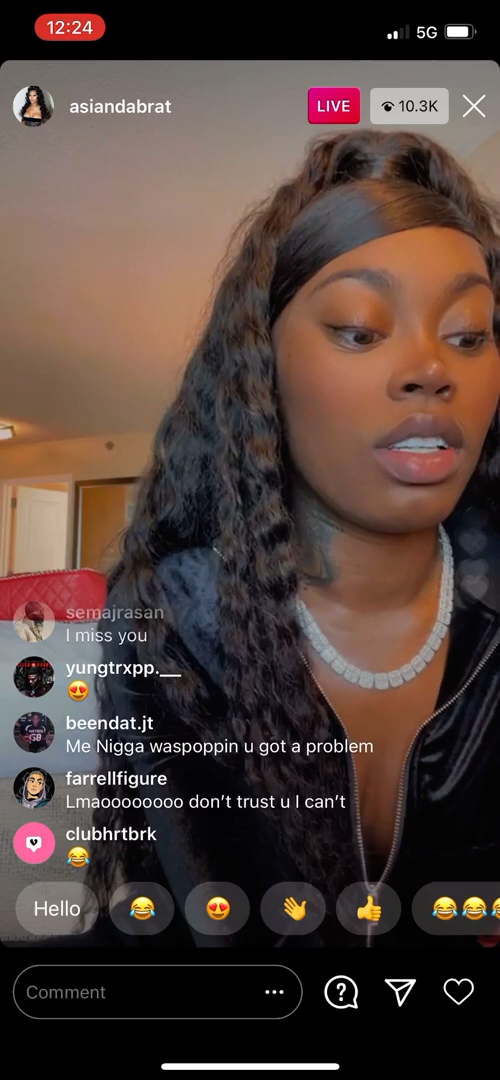 12:24
5G
asiandabrat
LIVE
10.3K
semajrasan
I miss you
yungtrxpp.__
😍
beendat.jt
Me Nigga waspoppin u got a problem
farrellfigure
Lmaoooooooo don’t trust u I can’t
clubhrtbrk
😂
Hello 😂 😍 👋 👍 😂😂
Comment